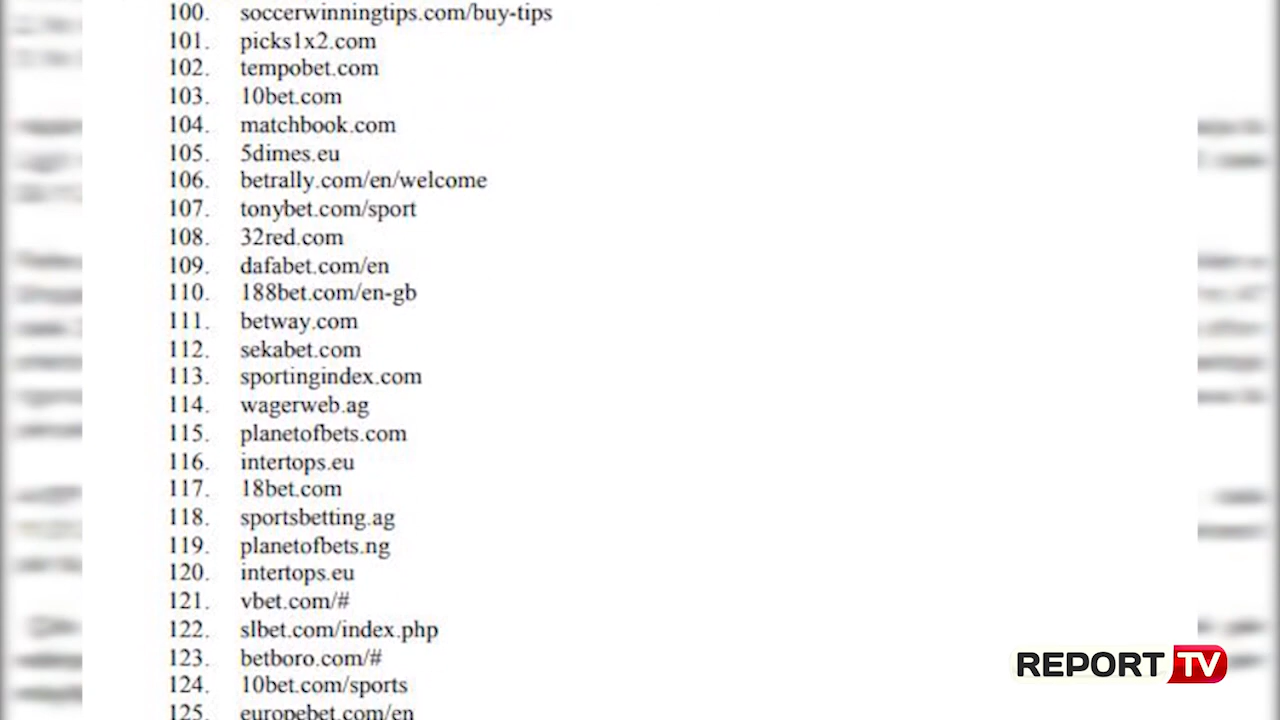 100. soccerwinningtips.com/buy-tips
101. picks1x2.com
102. tempobet.com
103. 10bet.com
104. matchbook.com
105. 5dimes.eu
106. betrally.com/en/welcome
107. tonybet.com/sport
108. 32red.com
109. dafabet.com/en
110. 188bet.com/en-gb
111. betway.com
112. sekabet.com
113. sportingindex.com
114. wagerweb.ag
115. planetofbets.com
116. intertops.eu
117. 18bet.com
118. sportsbetting.ag
119. planetofbets.ng
120. intertops.eu
121. vbet.com/#
122. slbet.com/index.php
123. betboro.com/#
124. 10bet.com/sports
125. europebet.com/en
REPORT TV